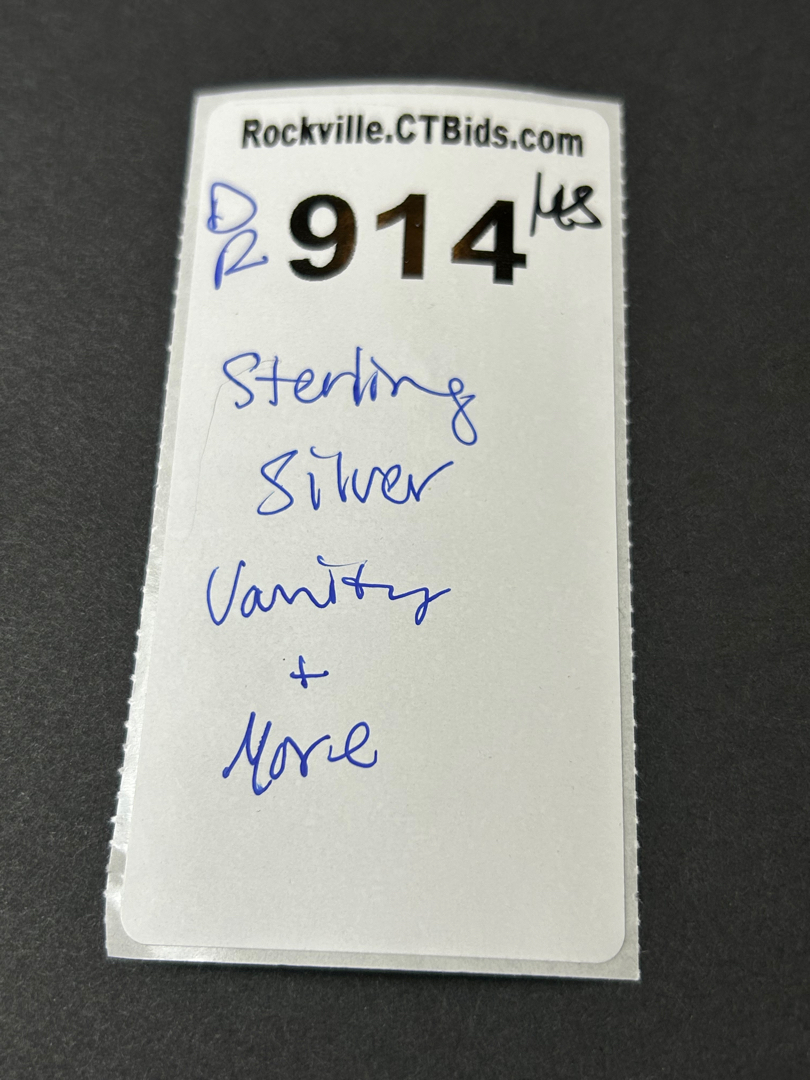 Rockville.CTBids.com
DR 914 MS
Sterling
Silver
Vanity
+
More